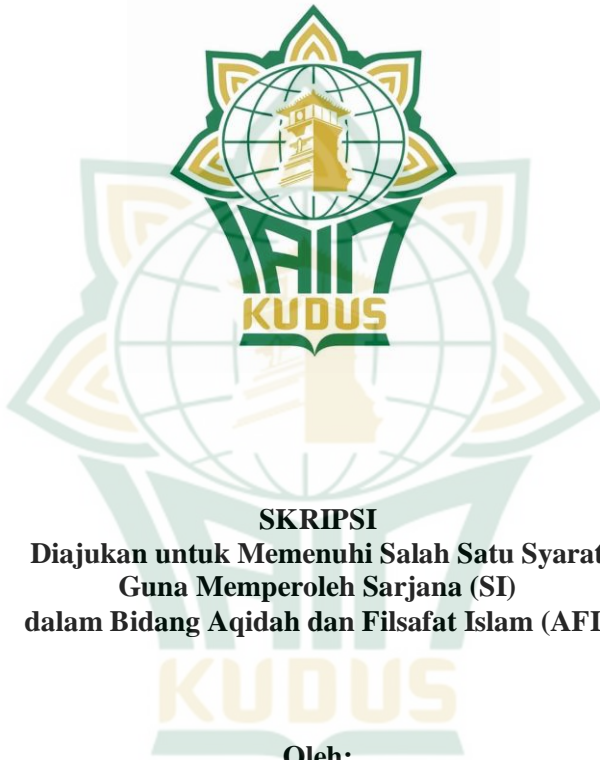 IAIN
KUDUS
SKRIPSI
Diajukan untuk Memenuhi Salah Satu Syarat
Guna Memperoleh Sarjana (SI)
dalam Bidang Aqidah dan Filsafat Islam (AFI
KUDUS
Oleh: